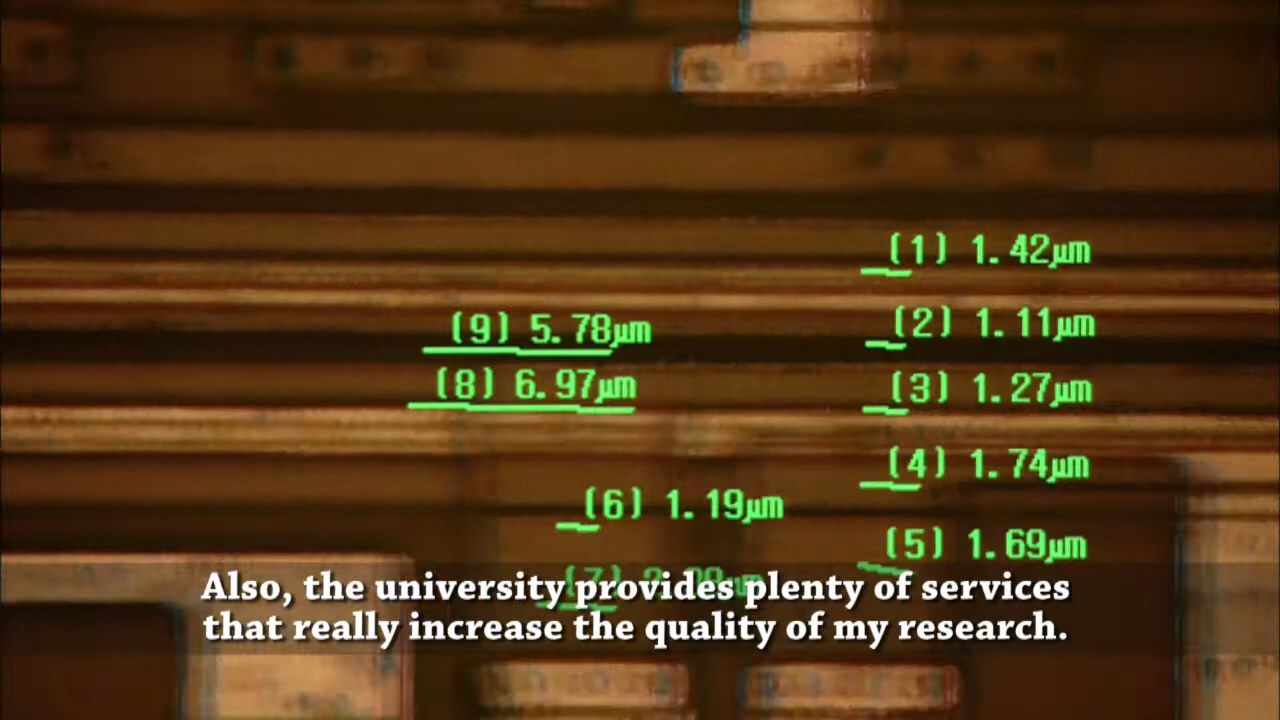 (1) 1.42µm
(2) 1.11µm
(9) 5.78µm
(8) 6.97µm
(3) 1.27µm
(4) 1.74µm
(6) 1.19µm
(5) 1.69µm
(7)
Also, the university provides plenty of services
that really increase the quality of my research.